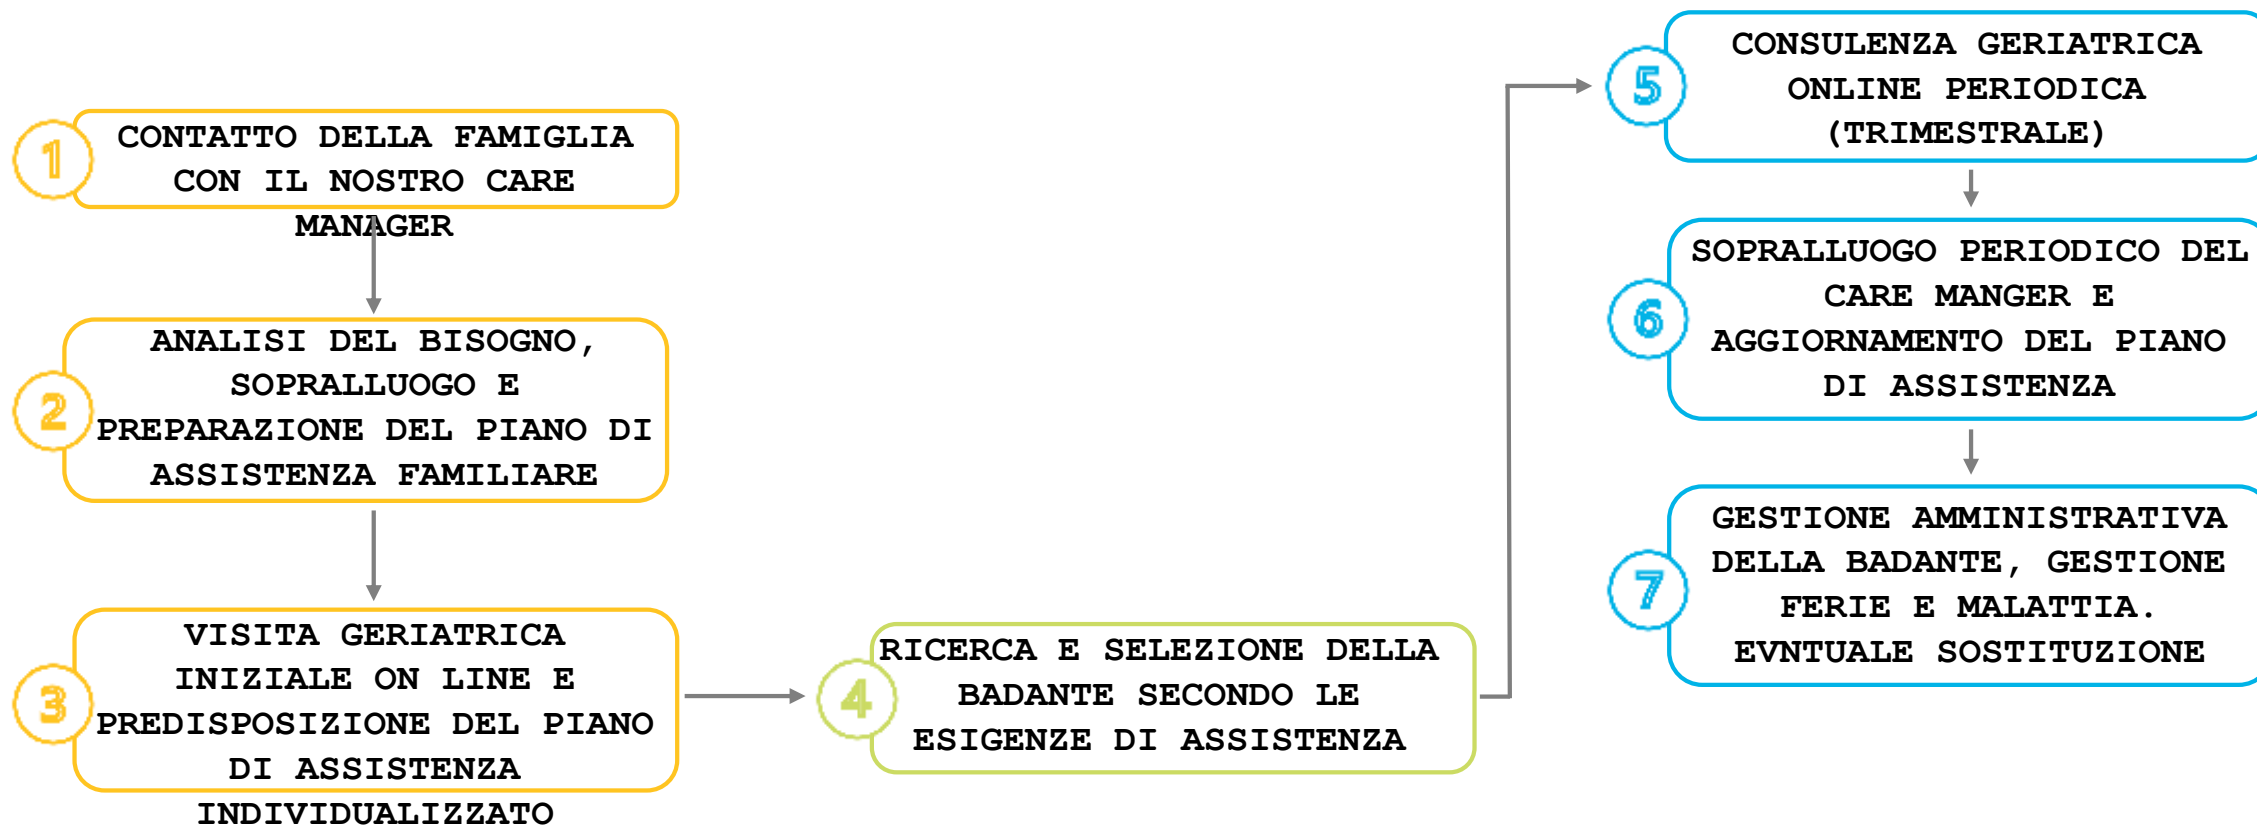 1
CONTATTO DELLA FAMIGLIA
CON IL NOSTRO CARE
MANAGER
2
ANALISI DEL BISOGNO,
SOPRALLUOGO E
PREPARAZIONE DEL PIANO DI
ASSISTENZA FAMILIARE
3
VISITA GERIATRICA
INIZIALE ON LINE E
PREDISPOSIZIONE DEL PIANO
DI ASSISTENZA
INDIVIDUALIZZATO
4
RICERCA E SELEZIONE DELLA
BADANTE SECONDO LE
ESIGENZE DI ASSISTENZA
5
CONSULENZA GERIATRICA
ONLINE PERIODICA
(TRIMESTRALE)
6
SOPRALLUOGO PERIODICO DEL
CARE MANGER E
AGGIORNAMENTO DEL PIANO
DI ASSISTENZA
7
GESTIONE AMMINISTRATIVA
DELLA BADANTE, GESTIONE
FERIE E MALATTIA.
EVNTUALE SOSTITUZIONE